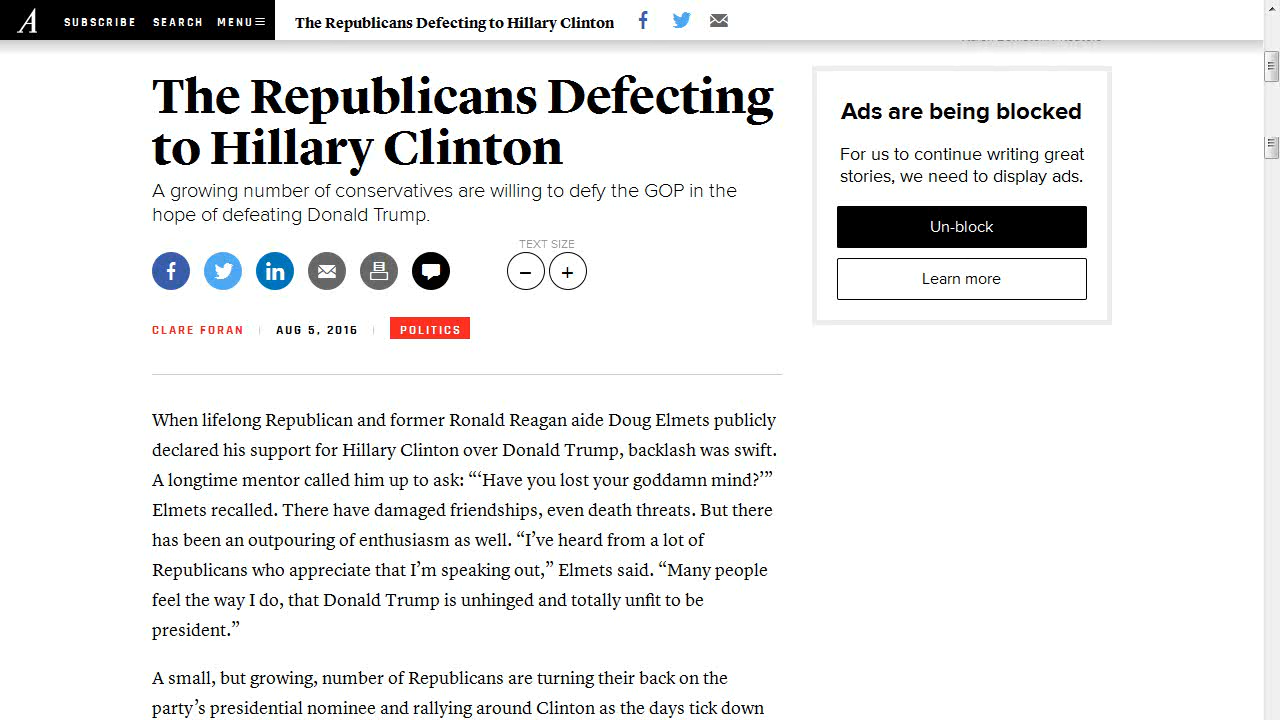 A SUBSCRIBE SEARCH MENU The Republicans Defecting to Hillary Clinton
The Republicans Defecting
to Hillary Clinton
A growing number of conservatives are willing to defy the GOP in the
hope of defeating Donald Trump.
TEXT SIZE
CLARE FORAN AUG 5, 2016 POLITICS
When lifelong Republican and former Ronald Reagan aide Doug Elmets publicly
declared his support for Hillary Clinton over Donald Trump, backlash was swift.
A longtime mentor called him up to ask: “‘Have you lost your goddamn mind?’”
Elmets recalled. There have damaged friendships, even death threats. But there
has been an outpouring of enthusiasm as well. “I’ve heard from a lot of
Republicans who appreciate that I’m speaking out,” Elmets said. “Many people
feel the way I do, that Donald Trump is unhinged and totally unfit to be
president.”
A small, but growing, number of Republicans are turning their back on the
party’s presidential nominee and rallying around Clinton as the days tick down
Ads are being blocked
For us to continue writing great
stories, we need to display ads.
Un-block
Learn more